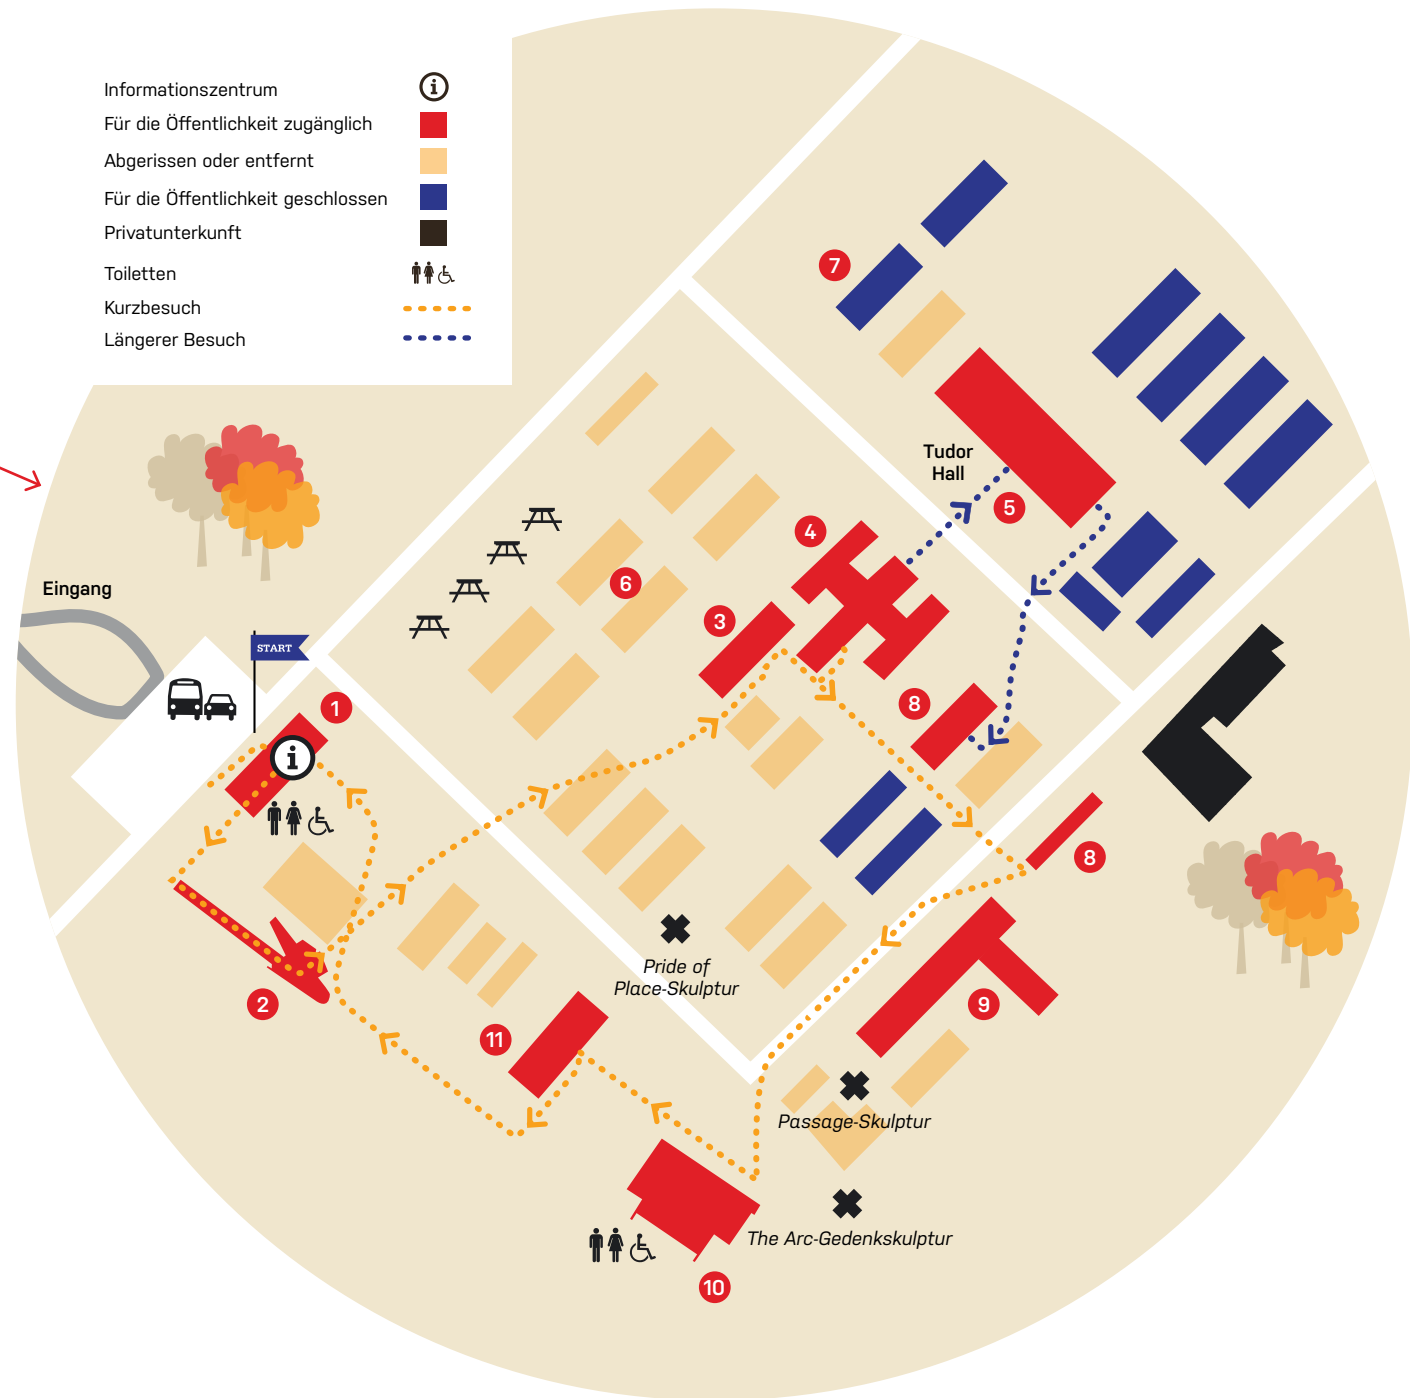 Informationszentrum
Für die Öffentlichkeit zugänglich
Abgerissen oder entfernt
Für die Öffentlichkeit geschlossen
Privatunterkunft
Toiletten
Kurzbesuch
Längerer Besuch
7
Tudor
Hall
5
4
6
3
Eingang
START
1
8
8
2
Pride of
Place-Skulptur
9
11
Passage-Skulptur
The Arc-Gedenkskulptur
10